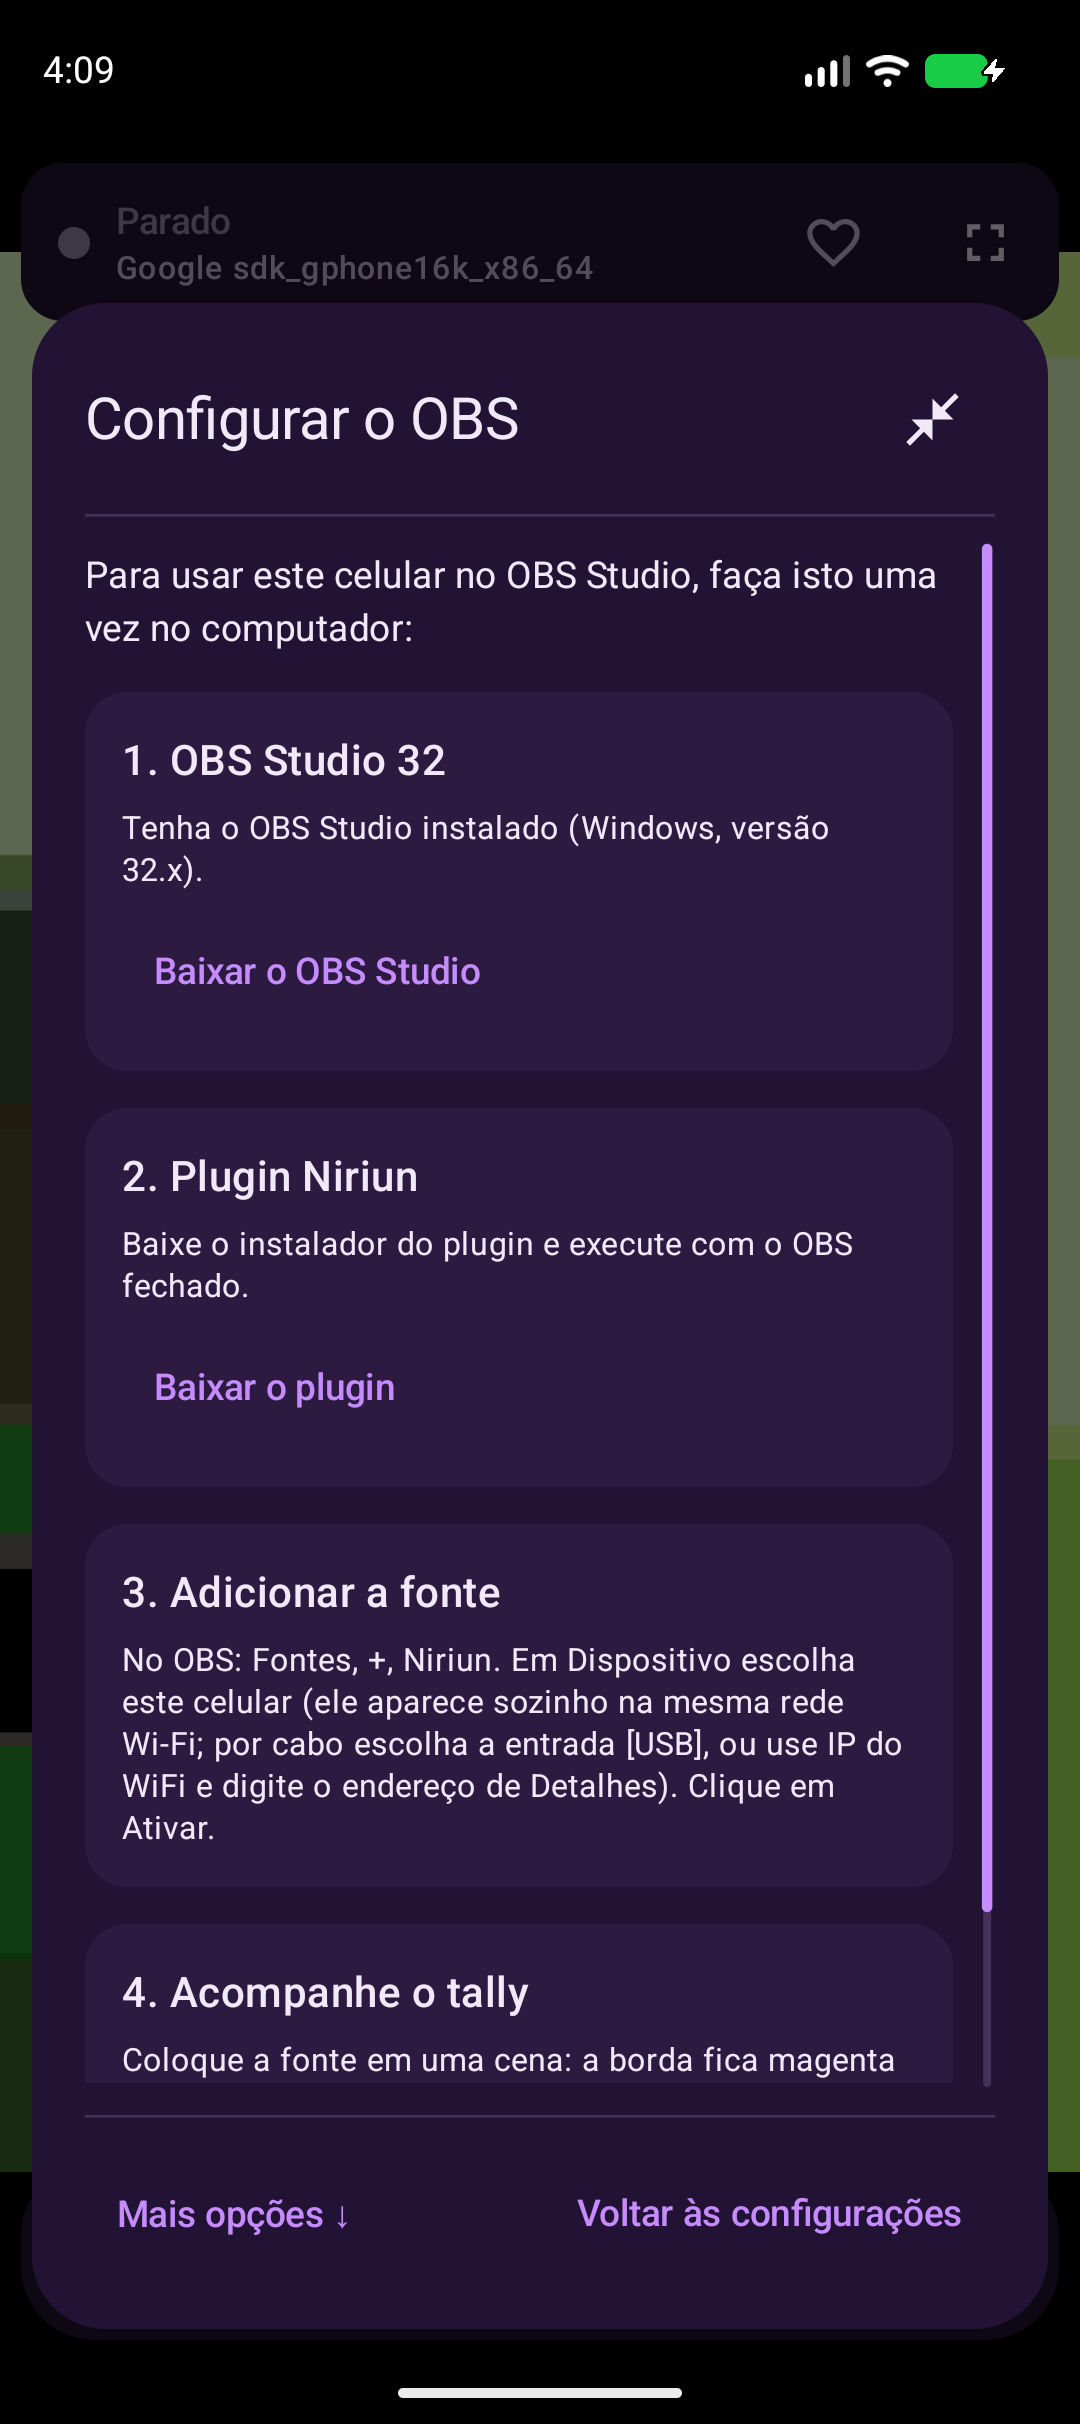 4:09
Parado
Google sdk_gphone16k_x86_64
Configurar o OBS
Para usar este celular no OBS Studio, faça isto uma
vez no computador:
1. OBS Studio 32
Tenha o OBS Studio instalado (Windows, versão
32.x).
Baixar o OBS Studio
2. Plugin Niriun
Baixe o instalador do plugin e execute com o OBS
fechado.
Baixar o plugin
3. Adicionar a fonte
No OBS: Fontes, +, Niriun. Em Dispositivo escolha
este celular (ele aparece sozinho na mesma rede
Wi-Fi; por cabo escolha a entrada [USB], ou use IP do
WiFi e digite o endereço de Detalhes). Clique em
Ativar.
4. Acompanhe o tally
Coloque a fonte em uma cena: a borda fica magenta
Mais opções ↓
Voltar às configurações